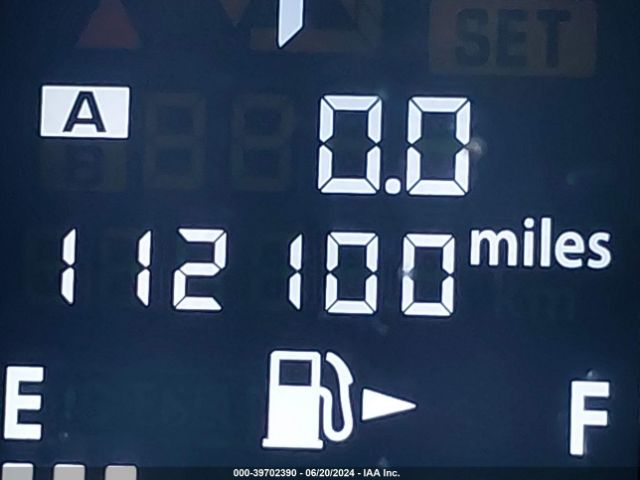 SET
A 0.0
112100 miles
E F
000-39702390 - 06/20/2024 - IAA Inc.